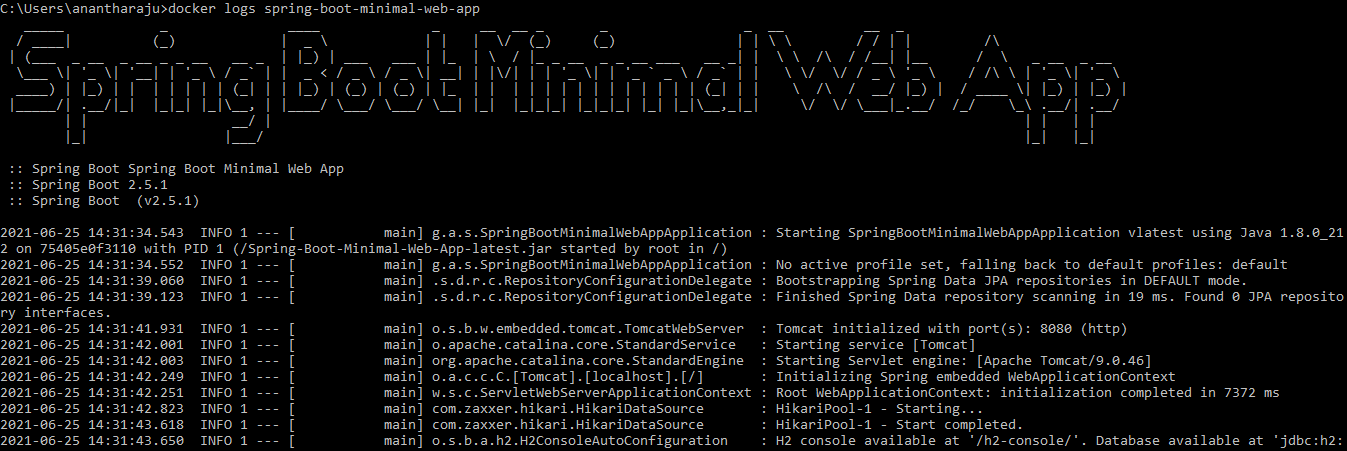 C:\Users\anantharaju>docker logs spring-boot-minimal-web-app
Spring Boot Minimal Web App
:: Spring Boot Spring Boot Minimal Web App
:: Spring Boot 2.5.1
:: Spring Boot  (v2.5.1)
2021-06-25 14:31:34.543  INFO 1 --- [           main] g.a.s.SpringBootMinimalWebAppApplication : Starting SpringBootMinimalWebAppApplication vlatest using Java 1.8.0_21
2 on 75405e0f3110 with PID 1 (/Spring-Boot-Minimal-Web-App-latest.jar started by root in /)
2021-06-25 14:31:34.552  INFO 1 --- [           main] g.a.s.SpringBootMinimalWebAppApplication : No active profile set, falling back to default profiles: default
2021-06-25 14:31:39.060  INFO 1 --- [           main] .s.d.r.c.RepositoryConfigurationDelegate : Bootstrapping Spring Data JPA repositories in DEFAULT mode.
2021-06-25 14:31:39.123  INFO 1 --- [           main] .s.d.r.c.RepositoryConfigurationDelegate : Finished Spring Data repository scanning in 19 ms. Found 0 JPA reposito
ry interfaces.
2021-06-25 14:31:41.931  INFO 1 --- [           main] o.s.b.w.embedded.tomcat.TomcatWebServer  : Tomcat initialized with port(s): 8080 (http)
2021-06-25 14:31:42.001  INFO 1 --- [           main] o.apache.catalina.core.StandardService   : Starting service [Tomcat]
2021-06-25 14:31:42.003  INFO 1 --- [           main] org.apache.catalina.core.StandardEngine  : Starting Servlet engine: [Apache Tomcat/9.0.46]
2021-06-25 14:31:42.249  INFO 1 --- [           main] o.a.c.c.C.[Tomcat].[localhost].[/]       : Initializing Spring embedded WebApplicationContext
2021-06-25 14:31:42.251  INFO 1 --- [           main] w.s.c.ServletWebServerApplicationContext : Root WebApplicationContext: initialization completed in 7372 ms
2021-06-25 14:31:42.823  INFO 1 --- [           main] com.zaxxer.hikari.HikariDataSource       : HikariPool-1 - Starting...
2021-06-25 14:31:43.618  INFO 1 --- [           main] com.zaxxer.hikari.HikariDataSource       : HikariPool-1 - Start completed.
2021-06-25 14:31:43.650  INFO 1 --- [           main] o.s.b.a.h2.H2ConsoleAutoConfiguration    : H2 console available at '/h2-console/'. Database available at 'jdbc:h2: